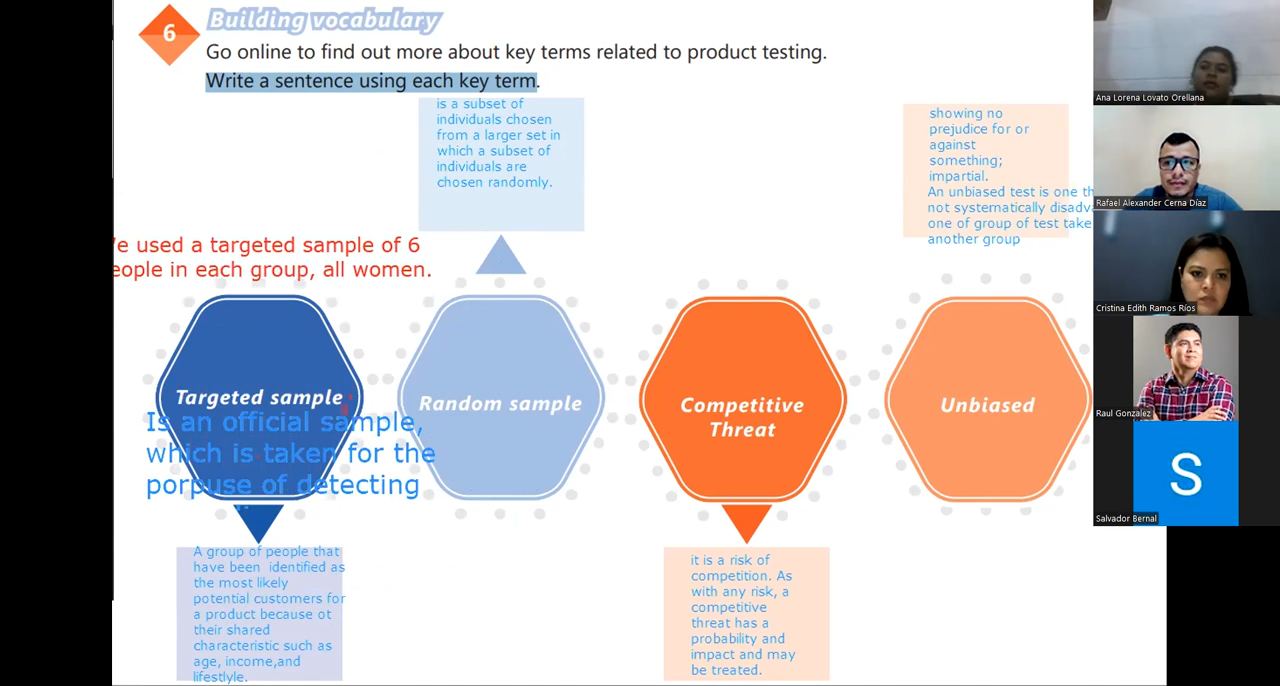 6
Building vocabulary
Go online to find out more about key terms related to product testing.
Write a sentence using each key term.
is a subset of
individuals chosen
from a larger set in
which a subset of
individuals are
chosen randomly.
showing no
prejudice for or
against
something;
impartial.
An unbiased test is one th
not systematically disadv
one of group of test take
another group
e used a targeted sample of 6
eople in each group, all women.
Targeted sample
Is an official sample,
which is taken for the
porpuse of detecting
Random sample
Competitive
Threat
Unbiased
A group of people that
have been identified as
the most likely
potential customers for
a product because ot
their shared
characteristic such as
age, income,and
lifestlyle.
it is a risk of
competition. As
with any risk, a
competitive
threat has a
probability and
impact and may
be treated.
Ana Lorena Lovato Orellana
Rafael Alexander Cerna Díaz
Cristina Edith Ramos Ríos
Raul Gonzalez
S
Salvador Bernal